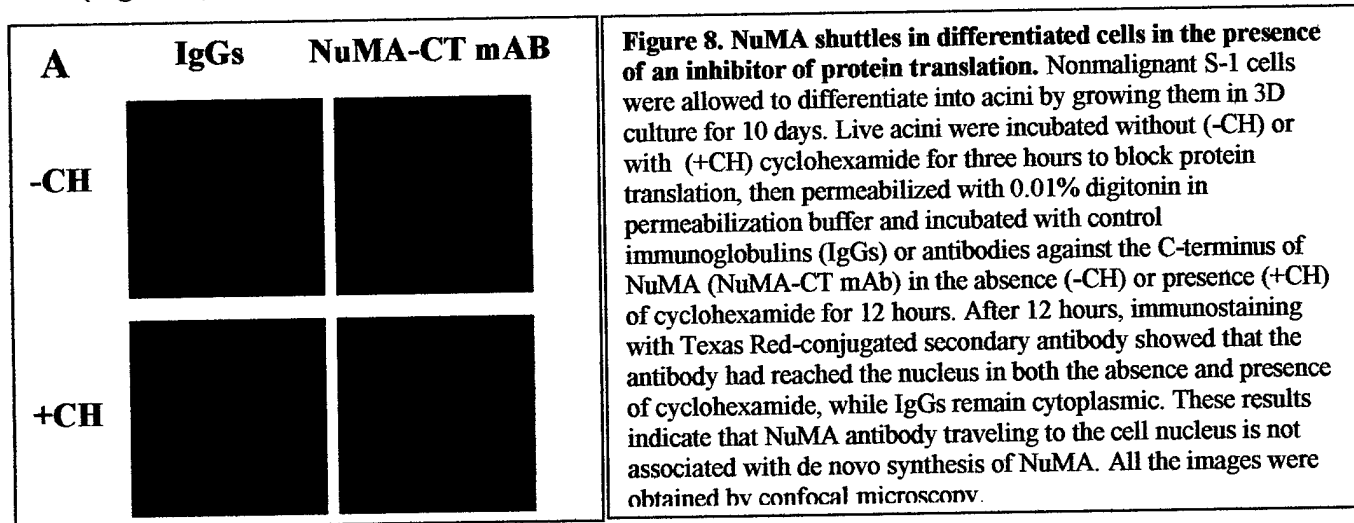 A
IgGs NuMA-CT mAB
-CH
+CH
Figure 8. NuMA shuttles in differentiated cells in the presence
of an inhibitor of protein translation. Nonmalignant S-1 cells
were allowed to differentiate into acini by growing them in 3D
culture for 10 days. Live acini were incubated without (-CH) or
with (+CH) cyclohexamide for three hours to block protein
translation, then permeabilized with 0.01% digitonin in
permeabilization buffer and incubated with control
immunoglobulins (IgGs) or antibodies against the C-terminus of
NuMA (NuMA-CT mAb) in the absence (-CH) or presence (+CH)
of cyclohexamide for 12 hours. After 12 hours, immunostaining
with Texas Red-conjugated secondary antibody showed that the
antibody had reached the nucleus in both the absence and presence
of cyclohexamide, while IgGs remain cytoplasmic. These results
indicate that NuMA antibody traveling to the cell nucleus is not
associated with de novo synthesis of NuMA. All the images were
obtained by confocal microscopy.